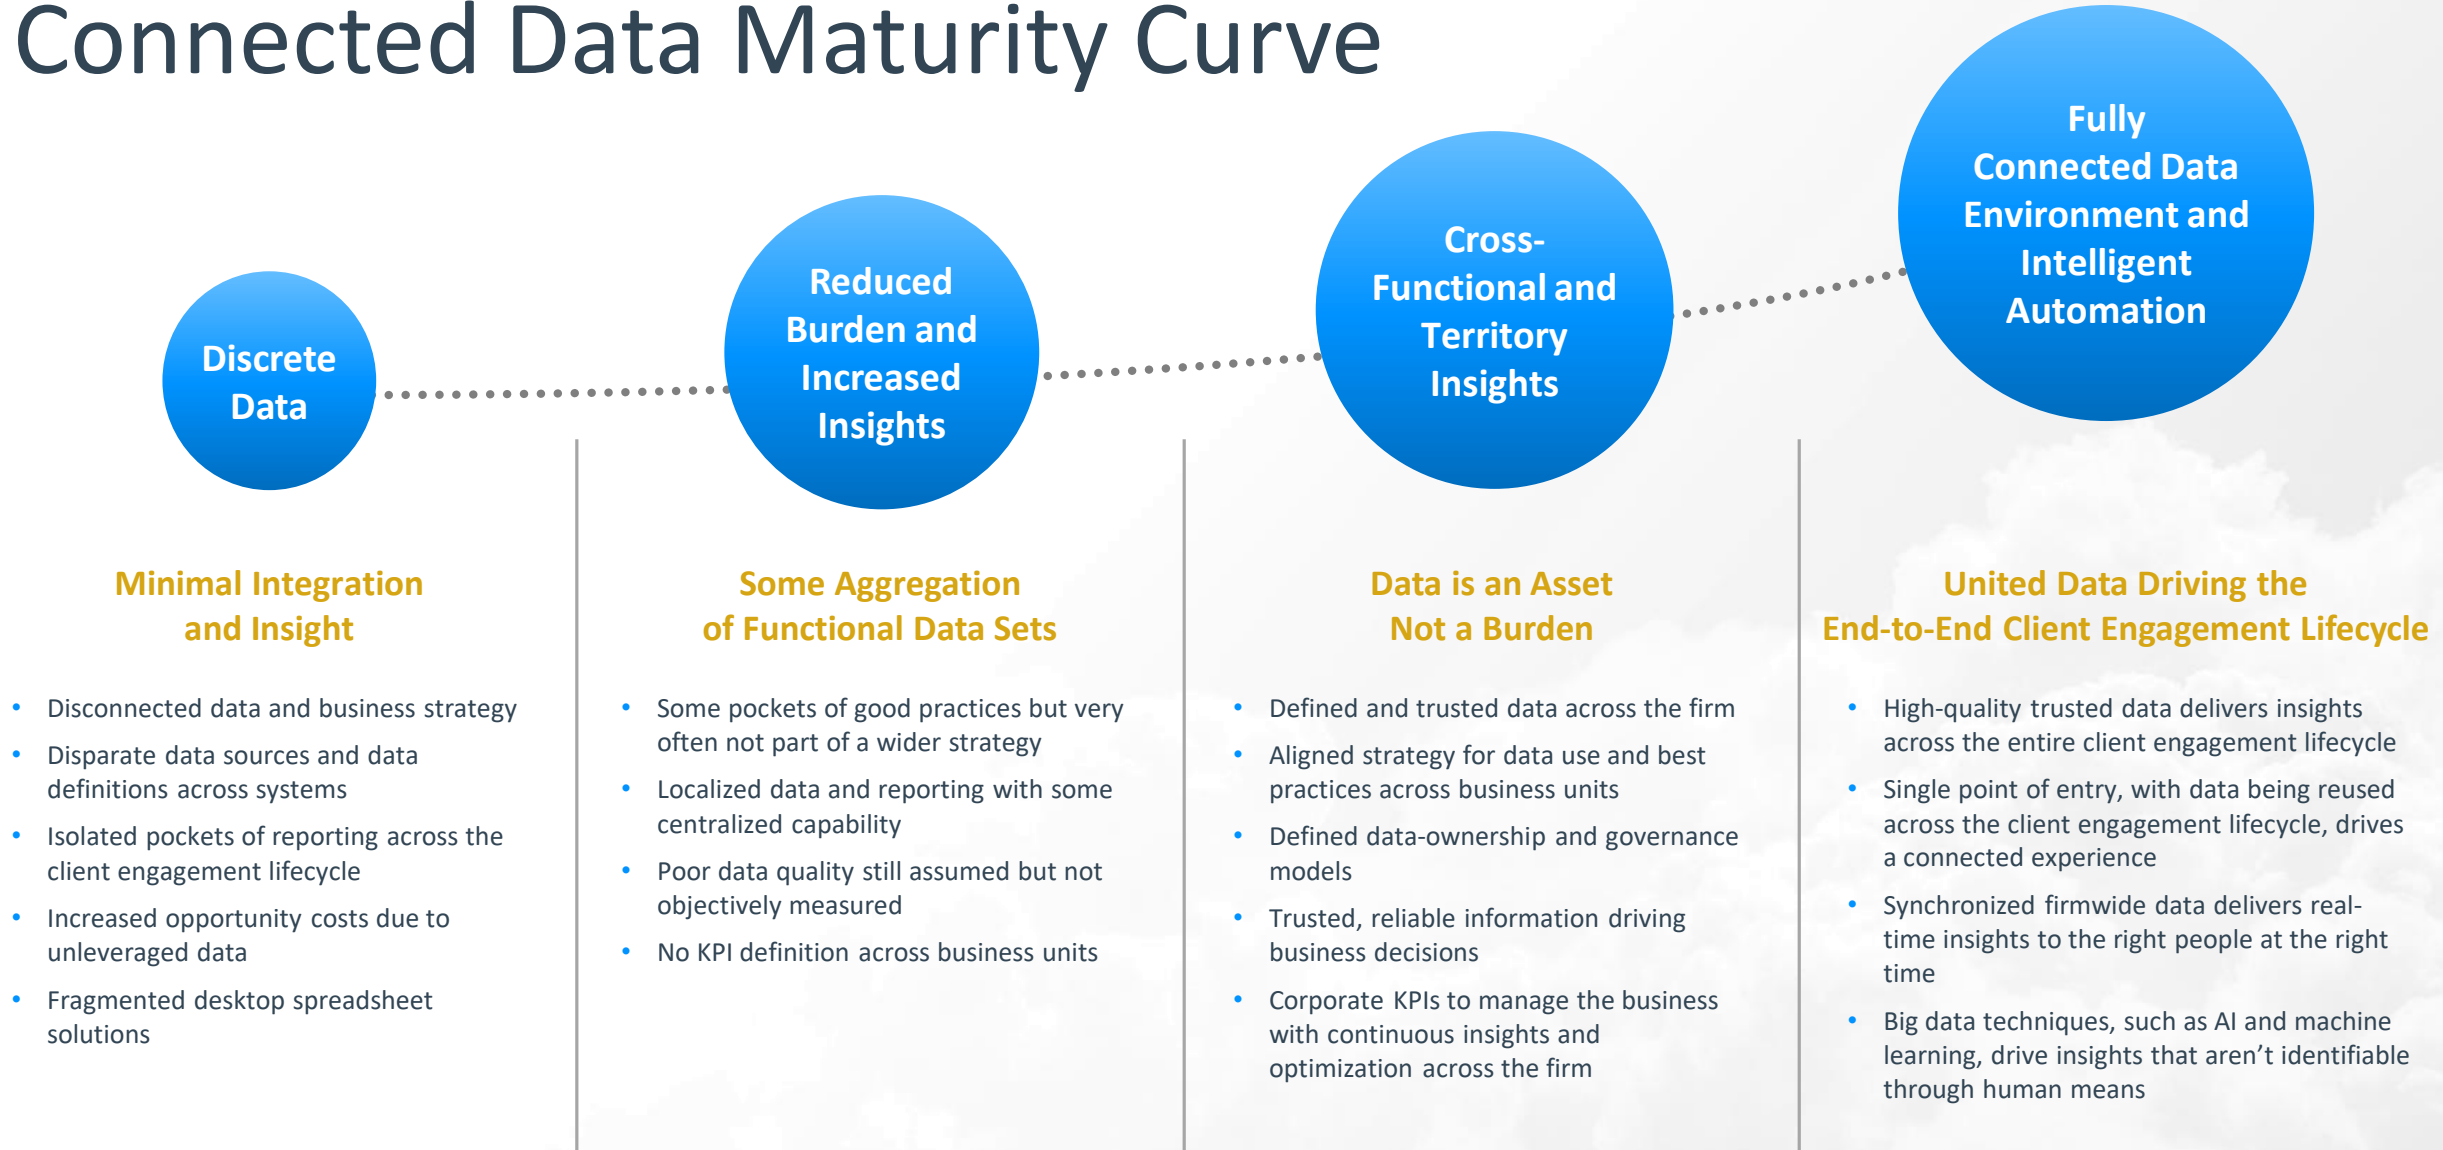 Connected Data Maturity Curve
Discrete
Data
Reduced
Burden and
Increased
Insights
Cross-
Functional and
Territory
Insights
Fully
Connected Data
Environment and
Intelligent
Automation
Minimal Integration
and Insight
• Disconnected data and business strategy
• Disparate data sources and data
definitions across systems
• Isolated pockets of reporting across the
client engagement lifecycle
• Increased opportunity costs due to
unleveraged data
• Fragmented desktop spreadsheet
solutions
Some Aggregation
of Functional Data Sets
• Some pockets of good practices but very
often not part of a wider strategy
• Localized data and reporting with some
centralized capability
• Poor data quality still assumed but not
objectively measured
• No KPI definition across business units
Data is an Asset
Not a Burden
• Defined and trusted data across the firm
• Aligned strategy for data use and best
practices across business units
• Defined data-ownership and governance
models
• Trusted, reliable information driving
business decisions
• Corporate KPIs to manage the business
with continuous insights and
optimization across the firm
United Data Driving the
End-to-End Client Engagement Lifecycle
• High-quality trusted data delivers insights
across the entire client engagement lifecycle
• Single point of entry, with data being reused
across the client engagement lifecycle, drives
a connected experience
• Synchronized firmwide data delivers real-
time insights to the right people at the right
time
• Big data techniques, such as AI and machine
learning, drive insights that aren’t identifiable
through human means